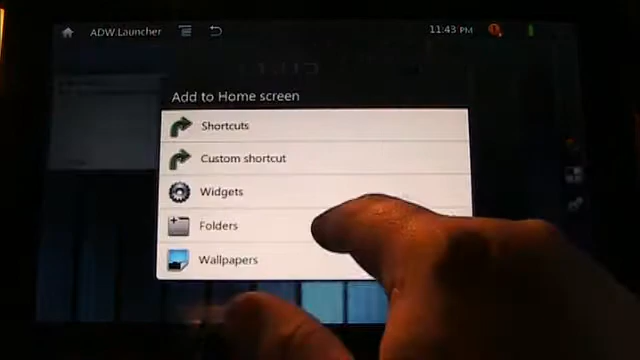 ADW.Launcher
11:43 PM
Add to Home screen
Shortcuts
Custom shortcut
Widgets
Folders
Wallpapers